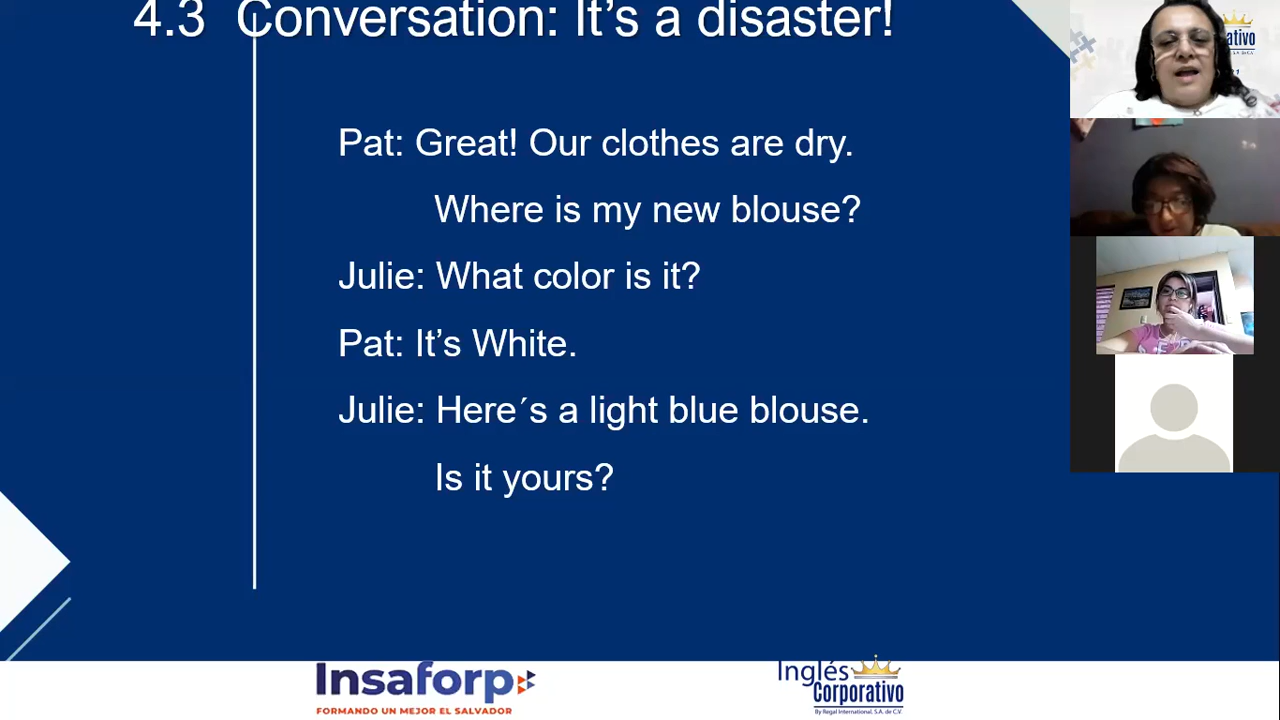 4.3 Conversation: It's a disaster!
Pat: Great! Our clothes are dry.
Where is my new blouse?
Julie: What color is it?
Pat: It's White.
Julie: Here´s a light blue blouse.
Is it yours?
Insaforp
FORMANDO UN MEJOR EL SALVADOR
Inglés
Corporativo
By Regal International, S.A. de C.V.
ativo